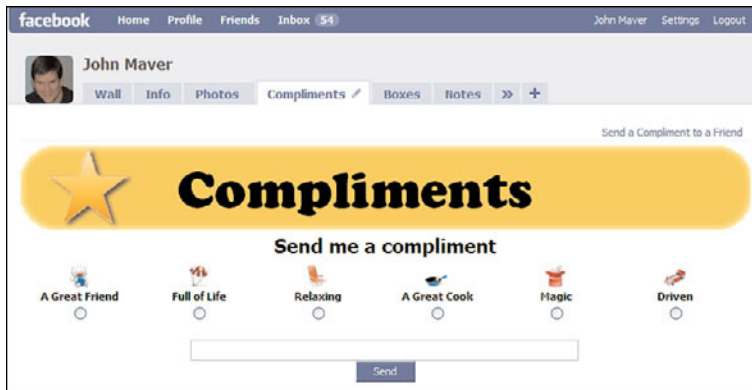 facebook Home Profile Friends Inbox 54 John Maver Settings Logout
John Maver
Wall Info Photos Compliments Boxes Notes » +
Send a Compliment to a Friend
Compliments
Send me a compliment
A Great Friend Full of Life Relaxing A Great Cook Magic Driven
Send